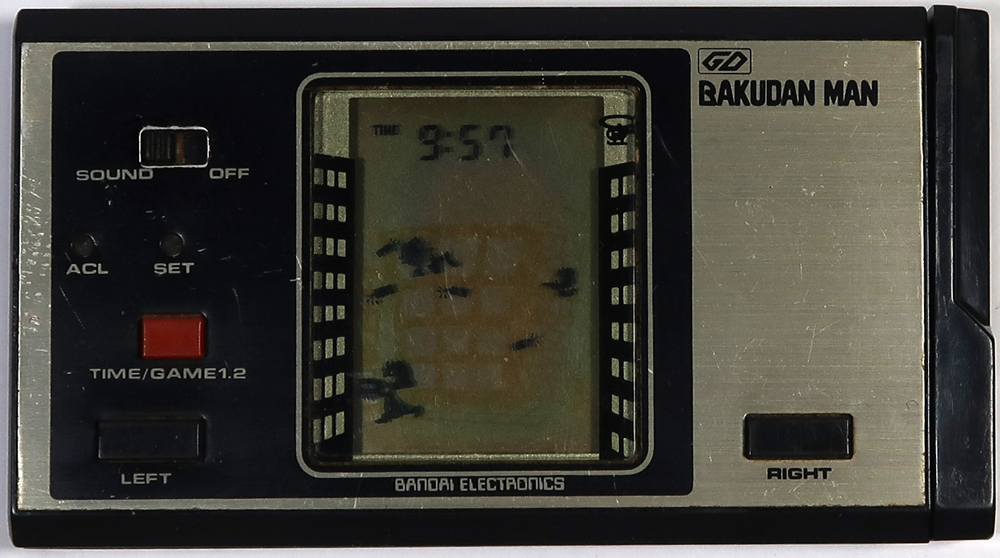 GD
BAKUDAN MAN
TIME 9:57
SOUND OFF
ACL SET
TIME/GAME1.2
LEFT
RIGHT
BANDAI ELECTRONICS